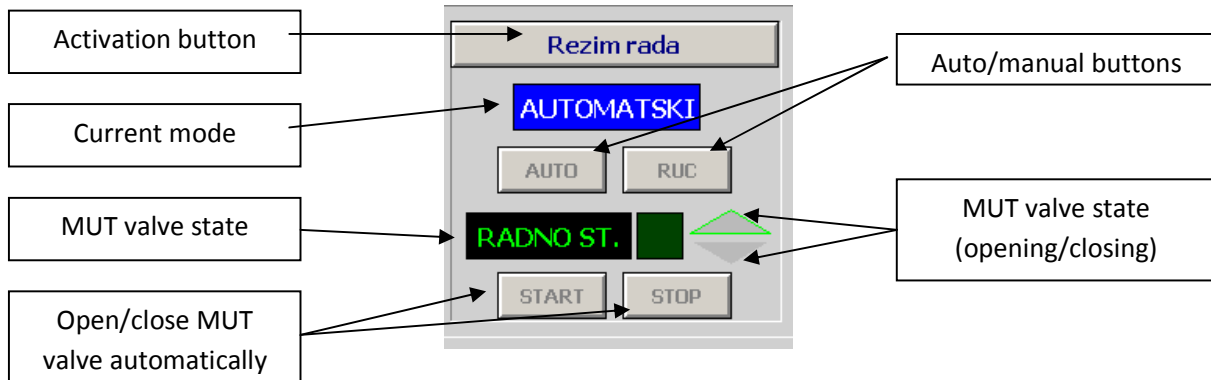 Activation button
Rezim rada
Auto/manual buttons
AUTOMATSKI
Current mode
AUTO
RUC
MUT valve state
RADNO ST.
MUT valve state
(opening/closing)
START
STOP
Open/close MUT
valve automatically